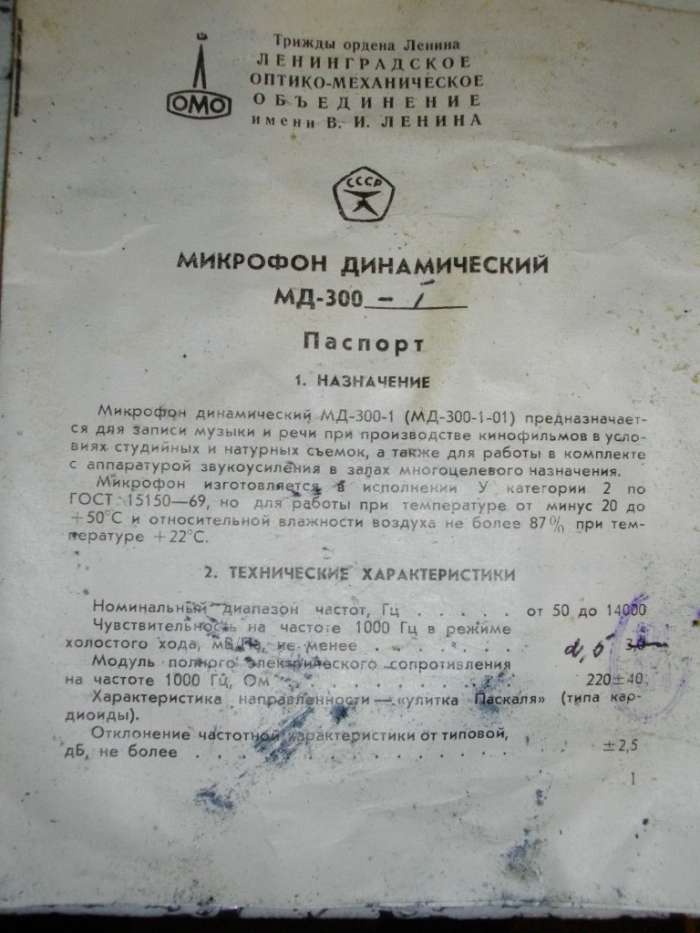 Трижды ордена Ленина
ЛЕНИНГРАДСКОЕ
ОПТИКО-МЕХАНИЧЕСКОЕ
ОБЪЕДИНЕНИЕ
имени В. И. ЛЕНИНА
ОМО
СССР
МИКРОФОН ДИНАМИЧЕСКИЙ
МД-300 -1
Паспорт
1. НАЗНАЧЕНИЕ
Микрофон динамический МД-300-1 (МД-300-1-01) предназначает-
ся для записи музыки и речи при производстве кинофильмов в усло-
виях студийных и натурных съемок, а также для работы в комплекте
с аппаратурой звукоусиления в залах многоцелевого назначения.
Микрофон изготовляется в исполнении У категории 2 по
ГОСТ 15150—69, но для работы при температуре от минус 20 до
+50°С и относительной влажности воздуха не более 87% при тем-
пературе +22°С.
2. ТЕХНИЧЕСКИЕ ХАРАКТЕРИСТИКИ
Номинальный диапазон частот, Гц . . . . . от 50 до 14000
Чувствительность на частоте 1000 Гц в режиме
холостого хода, мВ/Па, не менее . . . . . . . 2,5 3,0
Модуль полного электрического сопротивления
на частоте 1000 Гц, Ом . . . . . . . . . . 220±40
Характеристика направленности — «улитка Паскаля» (типа кар-
диоиды).
Отклонение частотной характеристики от типовой,
дБ, не более . . . . . . . . . . . . ±2,5
1